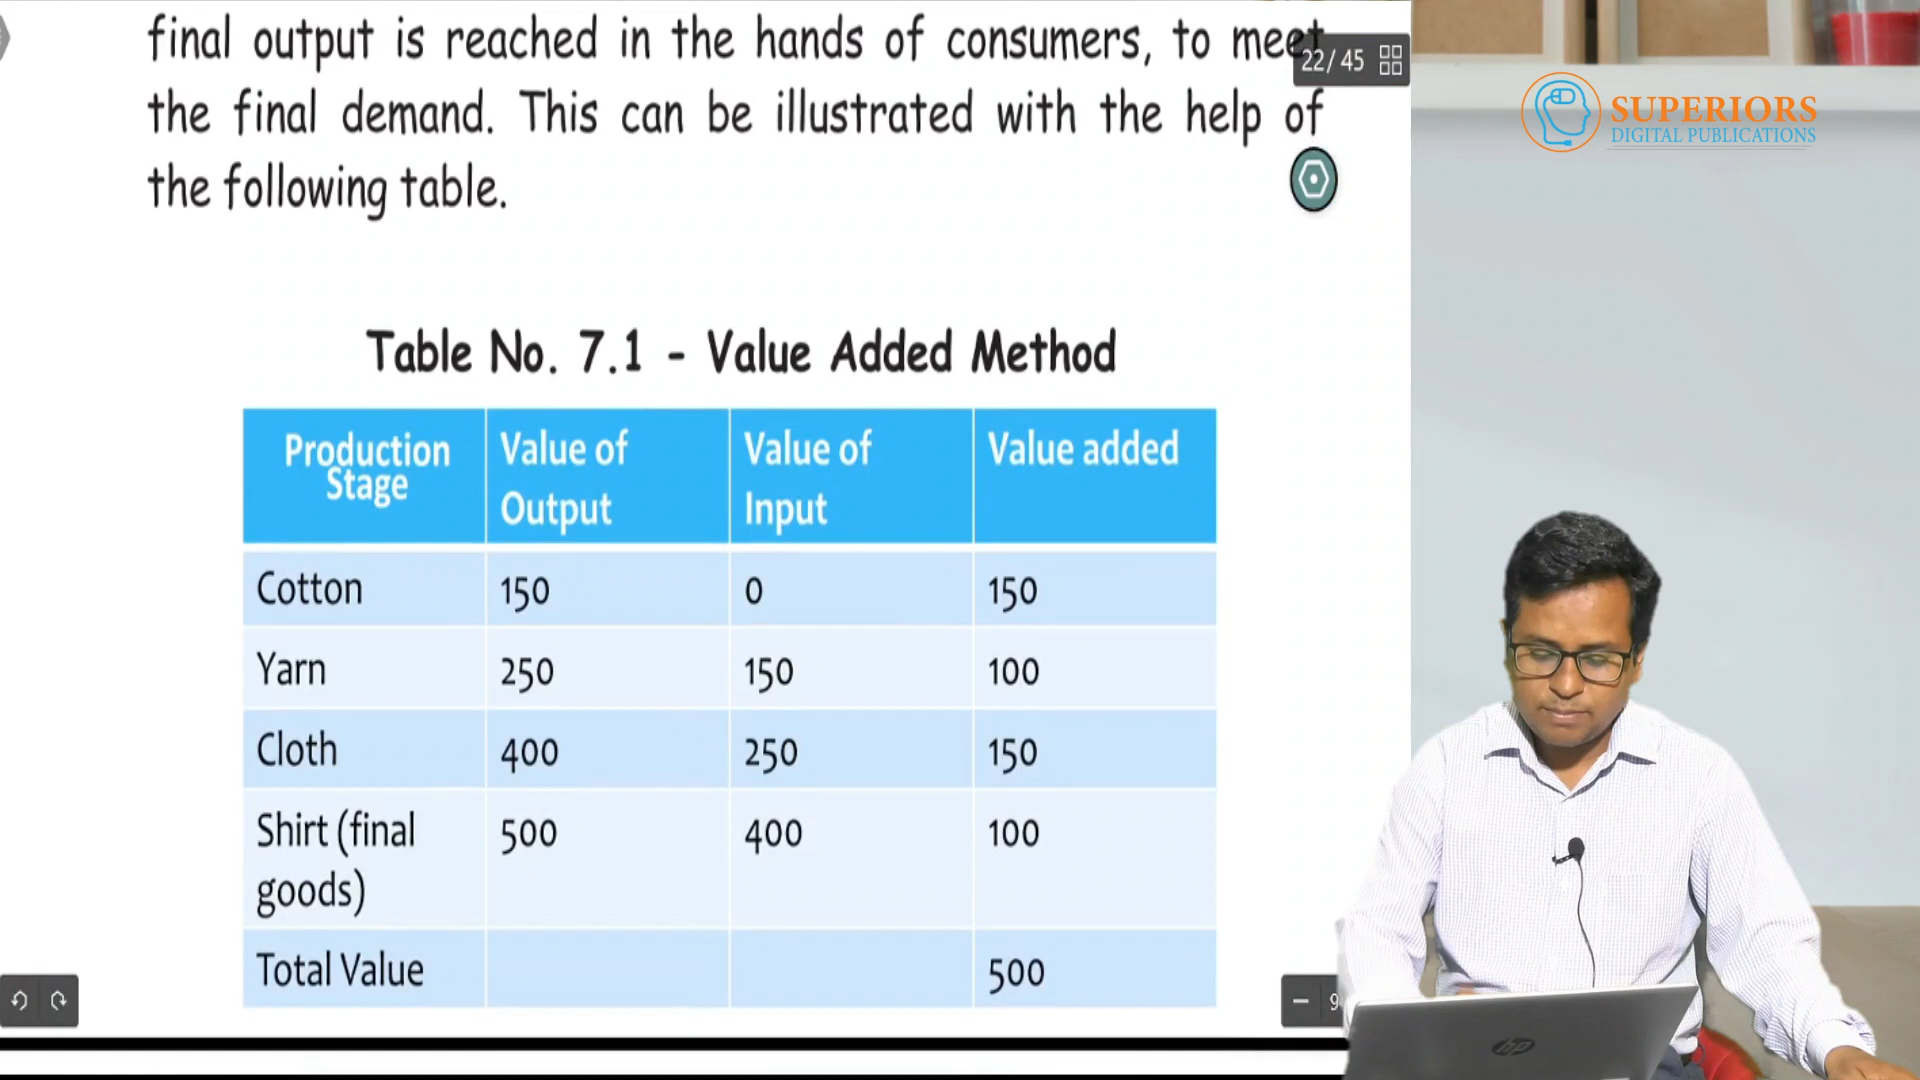 final output is reached in the hands of consumers, to meet
22/ 45
the final demand. This can be illustrated with the help of
the following table.
SUPERIORS
DIGITAL PUBLICATIONS
Table No. 7.1 - Value Added Method
Production Stage Value of Output Value of Input Value added
Cotton 150 0 150
Yarn 250 150 100
Cloth 400 250 150
Shirt (final goods) 500 400 100
Total Value 500
9
hp